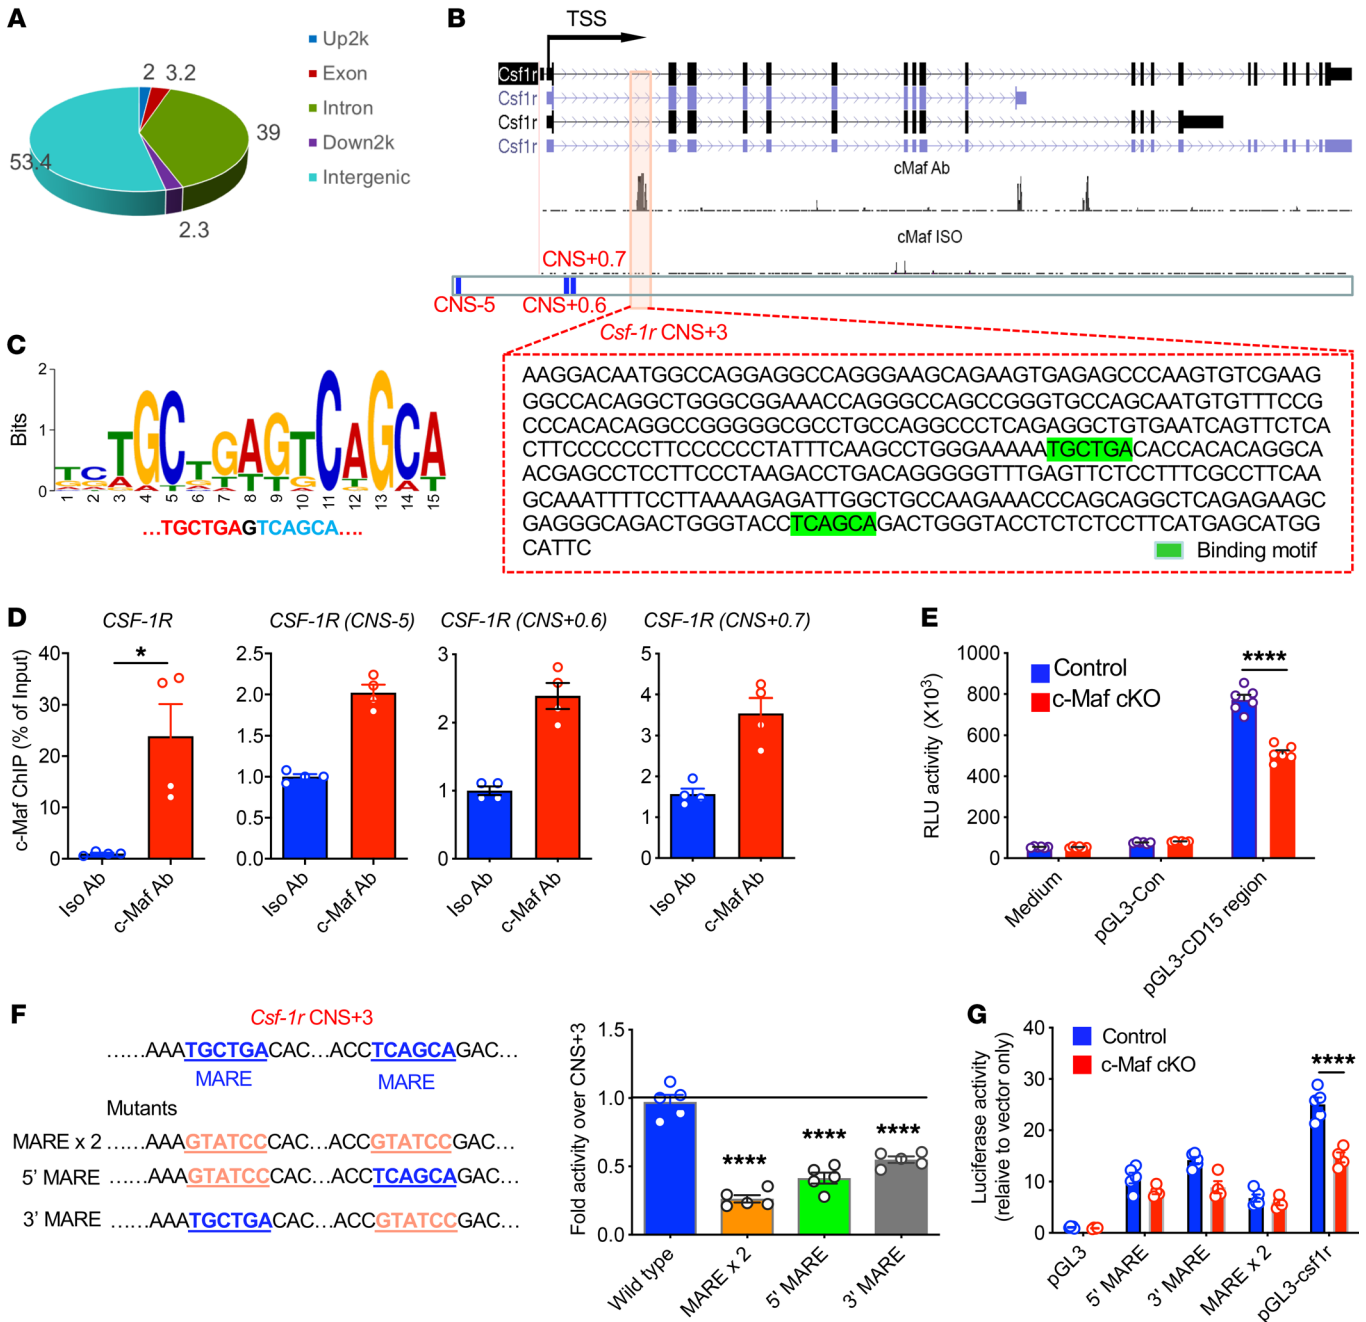 A
2
3.2
39
53.4
2.3
Up2k
Exon
Intron
Down2k
Intergenic
B
TSS
Csf1r
Csf1r
Csf1r
Csf1r
cMaf Ab
cMaf ISO
CNS+0.7
CNS-5
CNS+0.6
Csf-1r CNS+3
AAGGACAATGGCCAGGAGGCCAGGGAAGCAGAAGTGAGAGCCCAAGTGTCGAAG
GGCCACAGGCTGGGCGGAAACCAGGGCCAGCCGGGTGCCAGCAATGTGTTTCCG
CCCACACAGGCCGGGGGCGCCTGCCAGGCCCTCAGAGGCTGTGAATCAGTTCTCA
CTTCCCCCCTTCCCCCCTATTTCAAGCCTGGGAAAAATGCTGACACCACACAGGCA
ACGAGCCTCCTTCCCCTAAGACCTGACAGGGGGTTTGAGTTCCTCTTTCGCCTTCAA
GCAAATTTTCCTTAAAAGAGATTGGCTGCCAAGAAACCCAGCAGGCTCAGAGAAGC
GAGGGCAGACTGGGTACCTCAGCAGACTGGGTACCTCTCTCCTTCATGAGCATGG
CATTC
Binding motif
C
Bits
2
1
0
1 2 3 4 5 6 7 8 9 10 11 12 13 14 15
...TGCTGAGTCAGCA....
D
c-Maf ChIP (% of Input)
CSF-1R
40
30
20
10
0
*
Iso Ab
c-Maf Ab
CSF-1R (CNS-5)
2.5
2.0
1.5
1.0
0.5
0.0
Iso Ab
c-Maf Ab
CSF-1R (CNS+0.6)
3
2
1
0
Iso Ab
c-Maf Ab
CSF-1R (CNS+0.7)
5
4
3
2
1
0
Iso Ab
c-Maf Ab
E
RLU activity (X10³)
1000
800
600
400
200
0
Control
c-Maf cKO
****
Medium
pGL3-Con
pGL3-CD15 region
F
Csf-1r CNS+3
......AAATGCTGACAC...ACCTCAGCAGAC...
MARE
MARE
Mutants
MARE x 2 ......AAAGTATCCCAC...ACCGTATCCGAC...
5' MARE ......AAAGTATCCCAC...ACCTCAGCAGAC...
3' MARE ......AAATGCTGACAC...ACCGTATCCGAC...
Fold activity over CNS+3
1.5
1.0
0.5
0.0
****
****
****
Wild type
MARE x 2
5' MARE
3' MARE
G
Luciferase activity
(relaive to vector only)
40
30
20
10
0
Control
c-Maf cKO
****
pGL3
5' MARE
3' MARE
MARE x 2
pGL3-csf1r